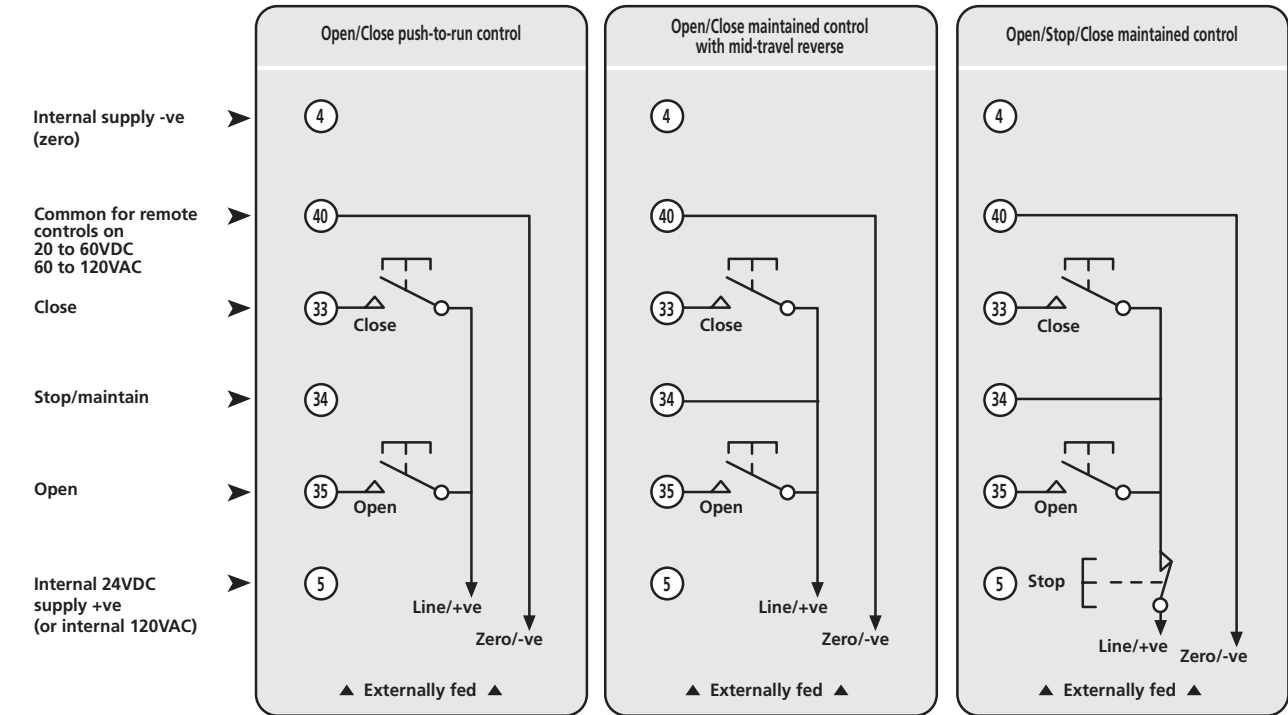 Open/Close push-to-run control
Open/Close maintained control
with mid-travel reverse
Open/Stop/Close maintained control
Internal supply -ve
(zero)
4
4
4
Common for remote
controls on
20 to 60VDC
60 to 120VAC
40
40
40
Close
33
Close
33
Close
33
Close
Stop/maintain
34
34
34
Open
35
Open
35
Open
35
Open
Internal 24VDC
supply +ve
(or internal 120VAC)
5
Line/+ve
Zero/-ve
5
Line/+ve
Zero/-ve
5
Stop
Line/+ve
Zero/-ve
Externally fed
Externally fed
Externally fed